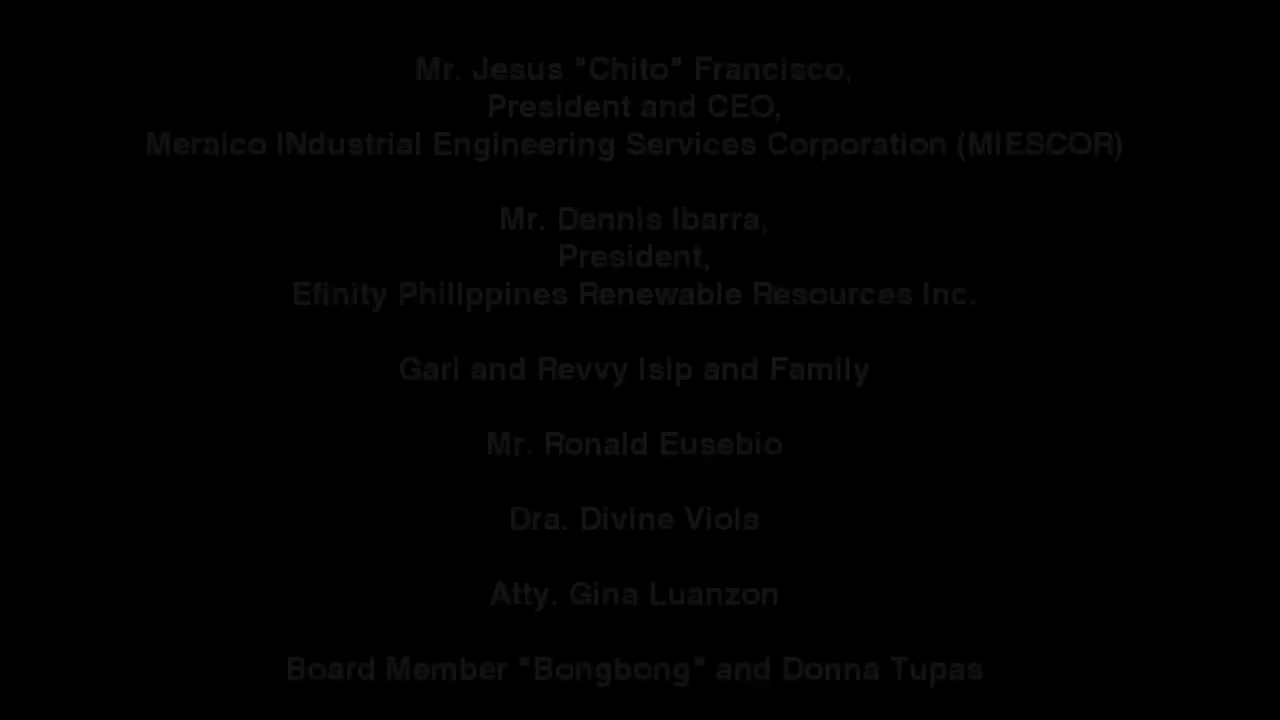 Mr. Jesus "Chito" Francisco,
President and CEO,
Meralco INdustrial Engineering Services Corporation (MIESCOR)
Mr. Dennis Ibarra,
President,
Efinity Philippines Renewable Resources Inc.
Gari and Revvy Isip and Family
Mr. Ronald Eusebio
Dra. Divine Viola
Atty. Gina Luanzon
Board Member "Bongbong" and Donna Tupas